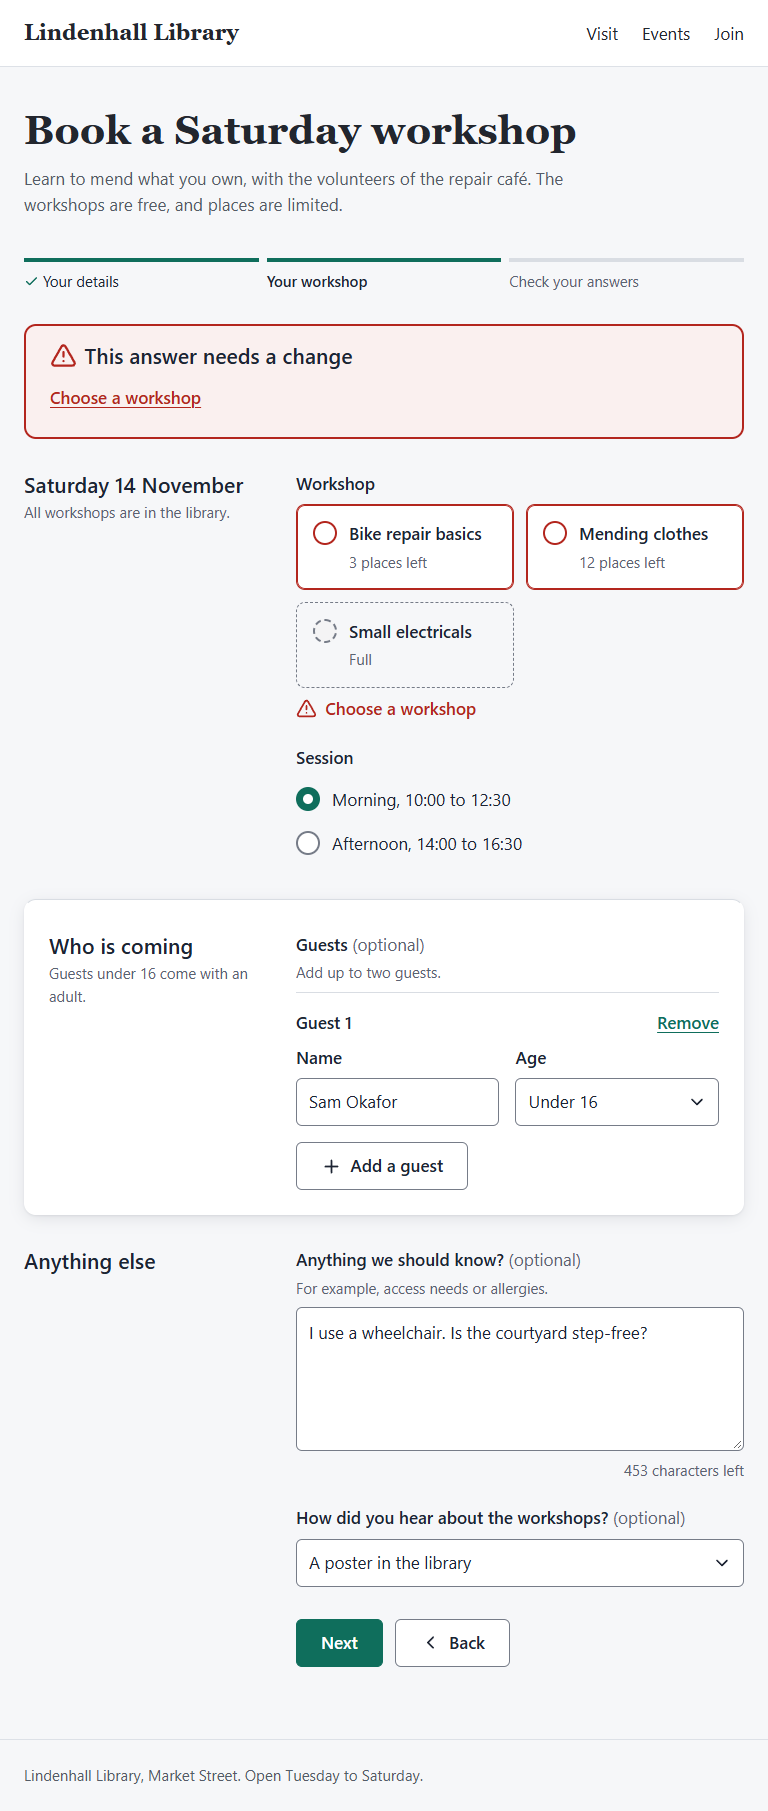 Lindenhall Library
Visit
Events
Join
Book a Saturday workshop
Learn to mend what you own, with the volunteers of the repair café. The
workshops are free, and places are limited.
Your details
Your workshop
Check your answers
This answer needs a change
Choose a workshop
Saturday 14 November
All workshops are in the library.
Workshop
Bike repair basics
3 places left
Mending clothes
12 places left
Small electricals
Full
Choose a workshop
Session
Morning, 10:00 to 12:30
Afternoon, 14:00 to 16:30
Who is coming
Guests under 16 come with an
adult.
Guests (optional)
Add up to two guests.
Guest 1
Remove
Name
Age
Sam Okafor
Under 16
Add a guest
Anything else
Anything we should know? (optional)
For example, access needs or allergies.
I use a wheelchair. Is the courtyard step-free?
453 characters left
How did you hear about the workshops? (optional)
A poster in the library
Next
Back
Lindenhall Library, Market Street. Open Tuesday to Saturday.